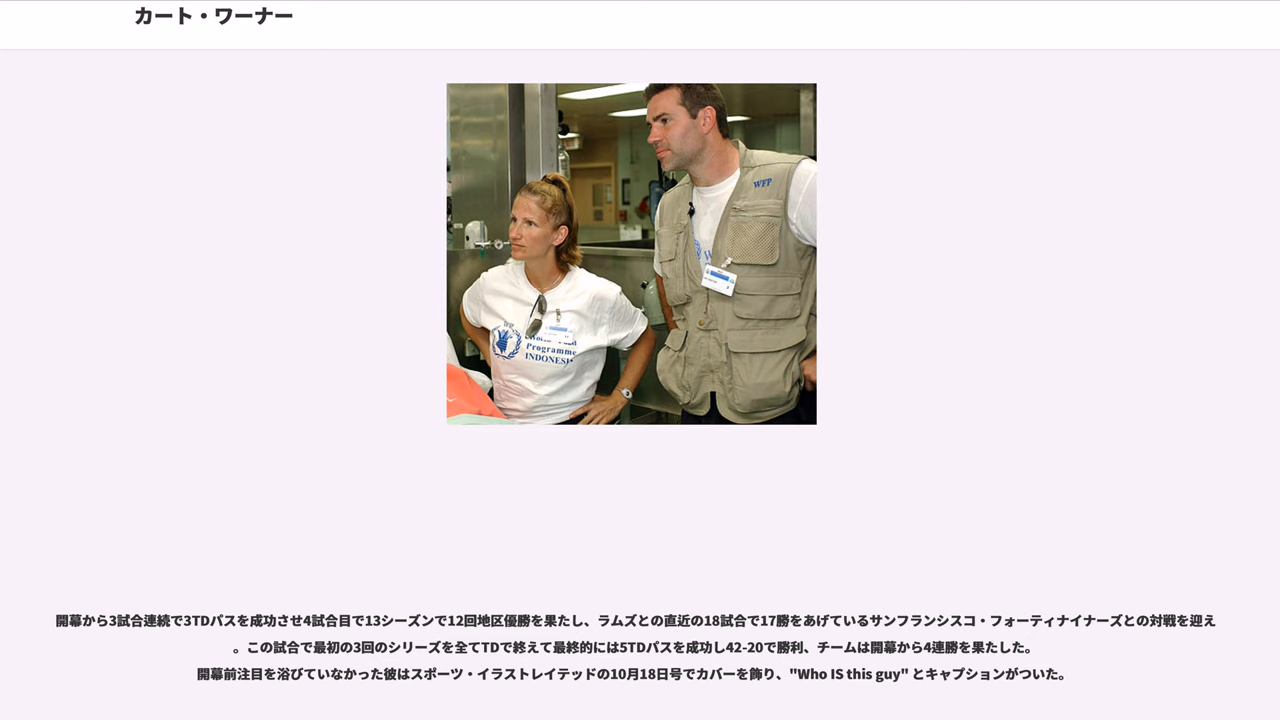 カート・ワーナー
WFP
Programme
INDONESIA
開幕から3試合連続で3TDパスを成功させ4試合目で13シーズンで12回地区優勝を果たし、ラムズとの直近の18試合で17勝をあげているサンフランシスコ・フォーティナイナーズとの対戦を迎え
。この試合で最初の3回のシリーズを全てTDで終えて最終的には5TDパスを成功し42-20で勝利、チームは開幕から4連勝を果たした。
開幕前注目を浴びていなかった彼はスポーツ・イラストレイテッドの10月18日号でカバーを飾り、"Who IS this guy" とキャプションがついた。